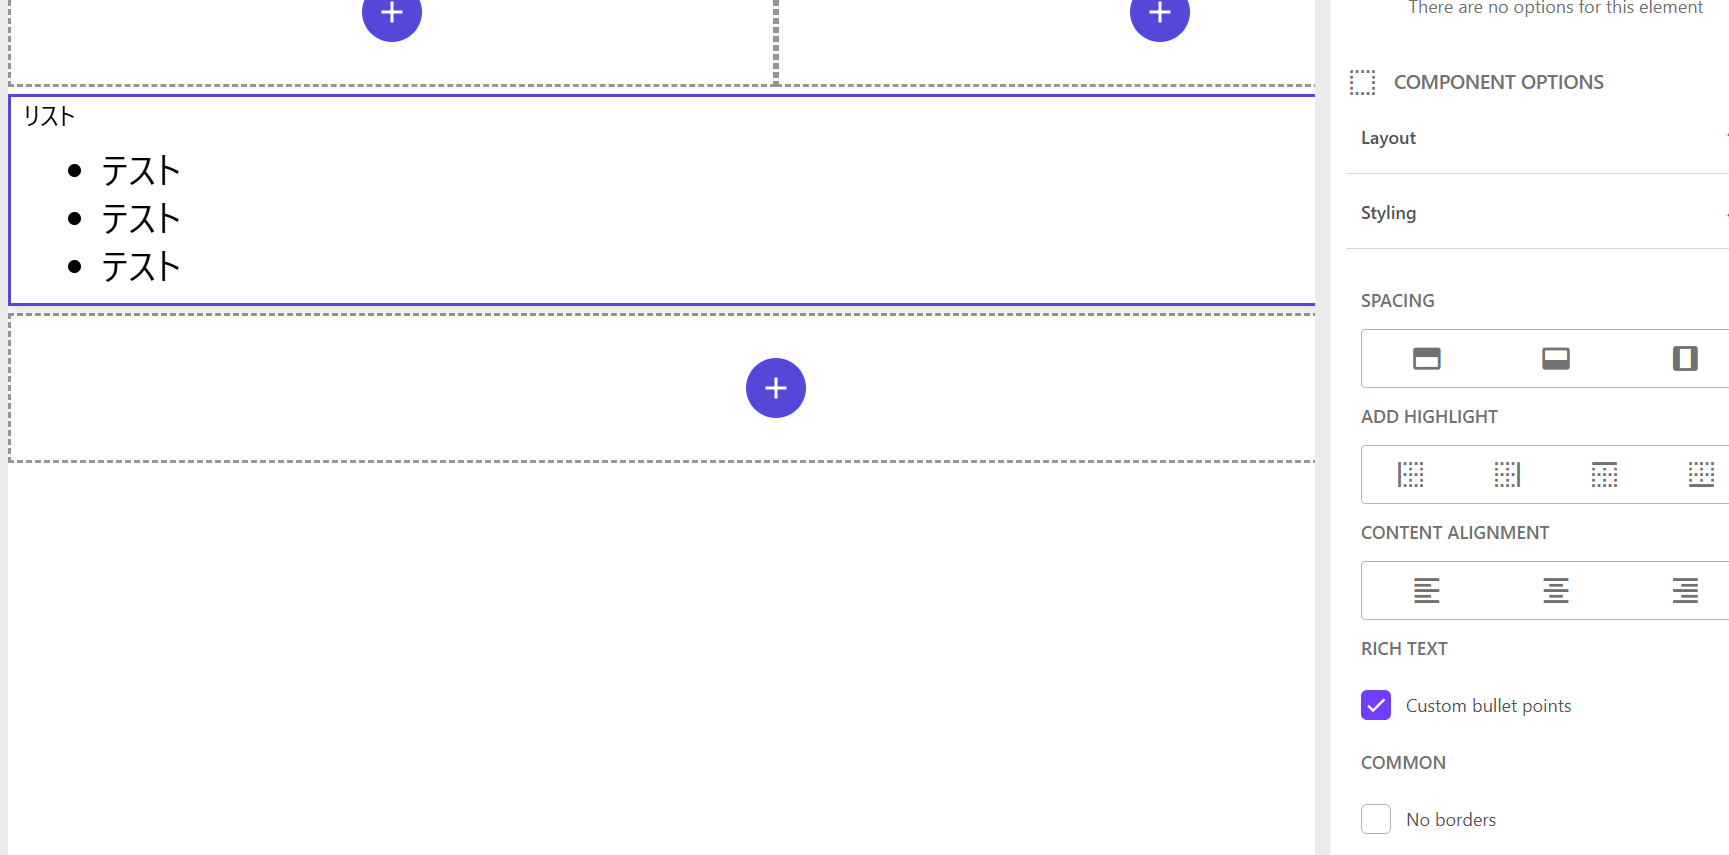 There are no options for this element
COMPONENT OPTIONS
Layout
Styling
リスト
テスト
テスト
テスト
SPACING
ADD HIGHLIGHT
CONTENT ALIGNMENT
RICH TEXT
Custom bullet points
COMMON
No borders